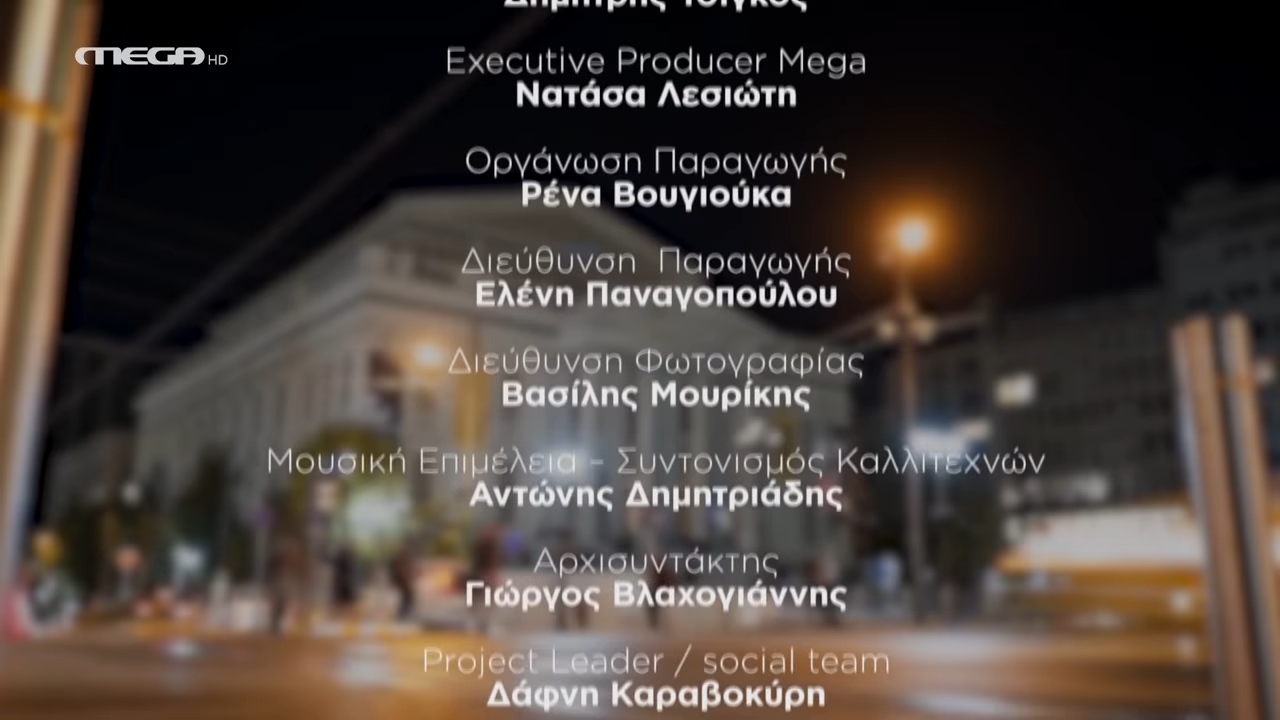 MEGA HD
Executive Producer Mega
Νατάσα Λεσιώτη
Οργάνωση Παραγωγής
Ρένα Βουγιούκα
Διεύθυνση Παραγωγής
Ελένη Παναγοπούλου
Διεύθυνση Φωτογραφίας
Βασίλης Μουρίκης
Μουσική Επιμέλεια – Συντονισμός Καλλιτεχνών
Αντώνης Δημητριάδης
Αρχισυντάκτης
Γιώργος Βλαχογιάννης
Project Leader / social team
Δάφνη Καραβοκύρη